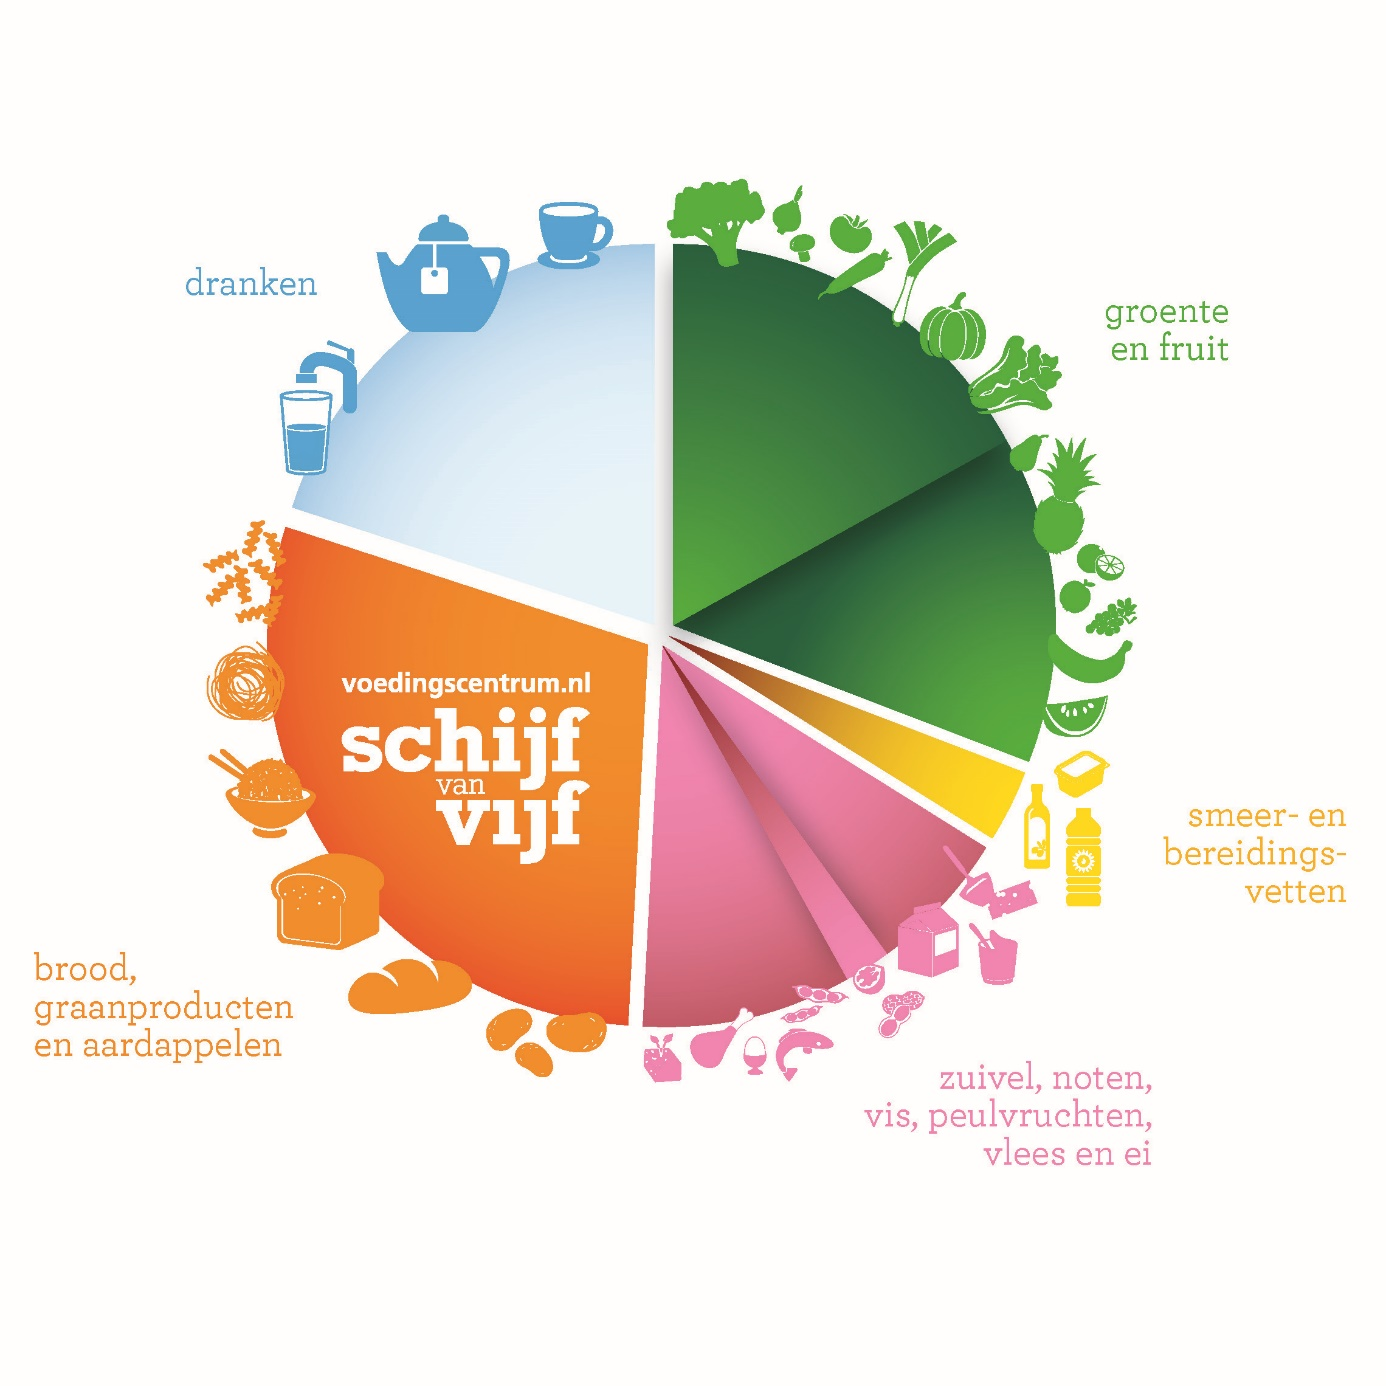 dranken
groente
en fruit
voedingscentrum.nl
schijf
van
vijf
smeer- en
bereidings-
vetten
brood,
graanproducten
en aardappelen
zuivel, noten,
vis, peulvruchten,
vlees en ei